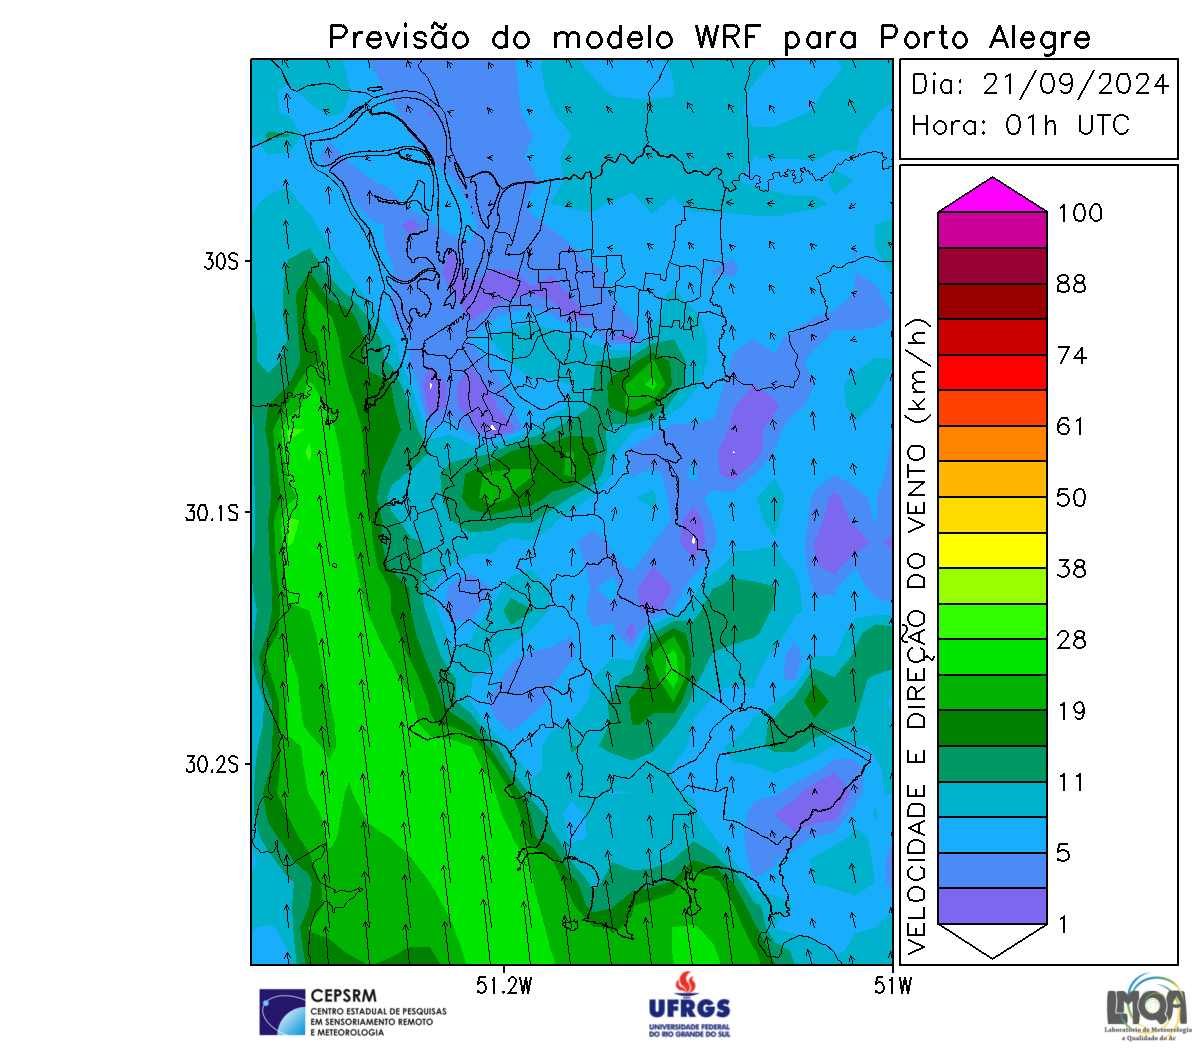 Previsão do modelo WRF para Porto Alegre
Dia: 21/09/2024
Hora: 01h UTC
VELOCIDADE E DIREÇÃO DO VENTO (km/h)
100
88
74
61
50
38
28
19
11
5
1
30S
30.1S
30.2S
51.2W
51W
CEPSRM
CENTRO ESTADUAL DE PESQUISAS
EM SENSORIAMENTO REMOTO
E METEOROLOGIA
UFRGS
UNIVERSIDADE FEDERAL
DO RIO GRANDE DO SUL
LMQA
Laboratório de Meteorologia
e Qualidade do Ar